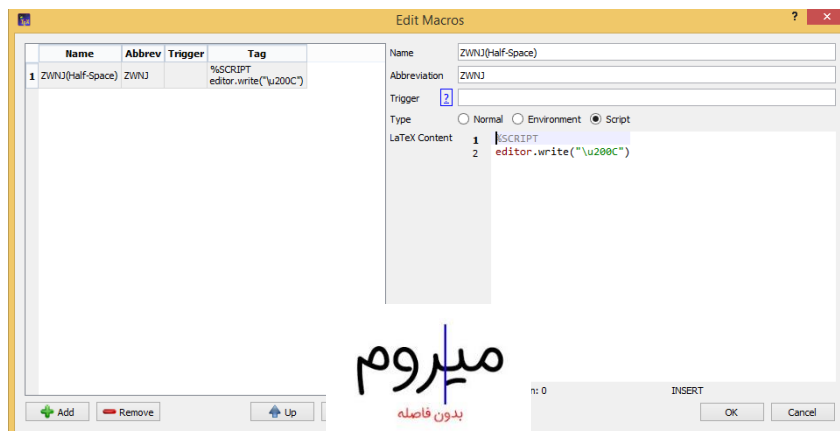 Edit Macros
? ×
Name Abbrev Trigger Tag
1 ZWNJ(Half-Space) ZWNJ %SCRIPT
editor.write("\u200C")
Name ZWNJ(Half-Space)
Abbreviation ZWNJ
Trigger ?
Type Normal Environment Script
LaTeX Content 1 %SCRIPT
2 editor.write("\u200C")
میروم
بدون فاصله
n: 0 INSERT
Add Remove Up OK Cancel